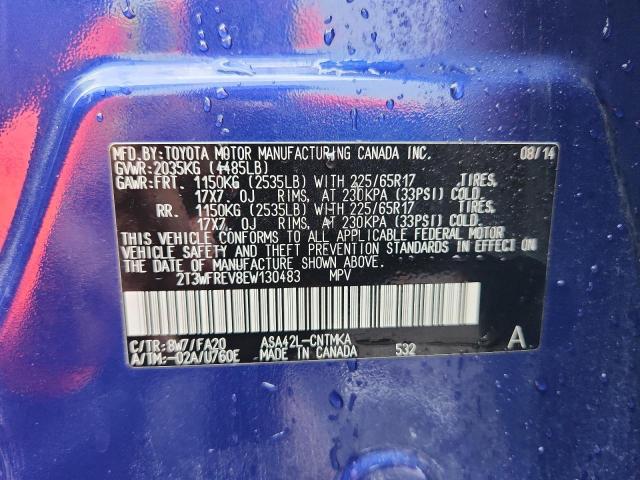 MFD.BY: TOYOTA MOTOR MANUFACTURING CANADA INC. 08/14
GVWR: 2035KG (4485LB)
GAWR: FRT. 1150KG (2535LB) WITH 225/65R17 TIRES,
17X7. 0J RIMS, AT 230KPA (33PSI) COLD.
RR. 1150KG (2535LB) WITH 225/65R17 TIRES,
17X7. 0J RIMS, AT 230KPA (33PSI) COLD.
THIS VEHICLE CONFORMS TO ALL APPLICABLE FEDERAL MOTOR
VEHICLE SAFETY AND THEFT PREVENTION STANDARDS IN EFFECT ON
THE DATE OF MANUFACTURE SHOWN ABOVE.
2T3WFREV8EW130483 MPV
C/TR: 8W7/FA20 ASA42L-CNTMKA A
A/TM: -02A/U760E MADE IN CANADA 532